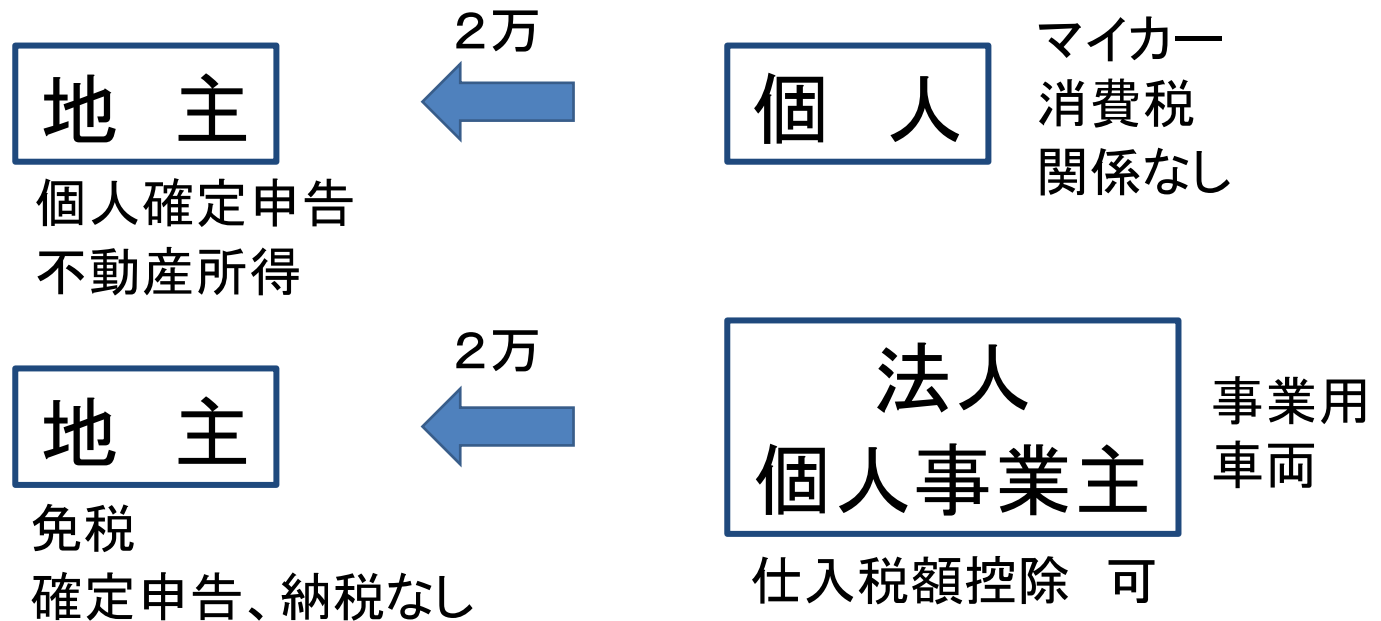 2万
地 主
個 人
マイカー
消費税
関係なし
個人確定申告
不動産所得
2万
地 主
法人
個人事業主
事業用
車両
免税
確定申告、納税なし
仕入税額控除 可